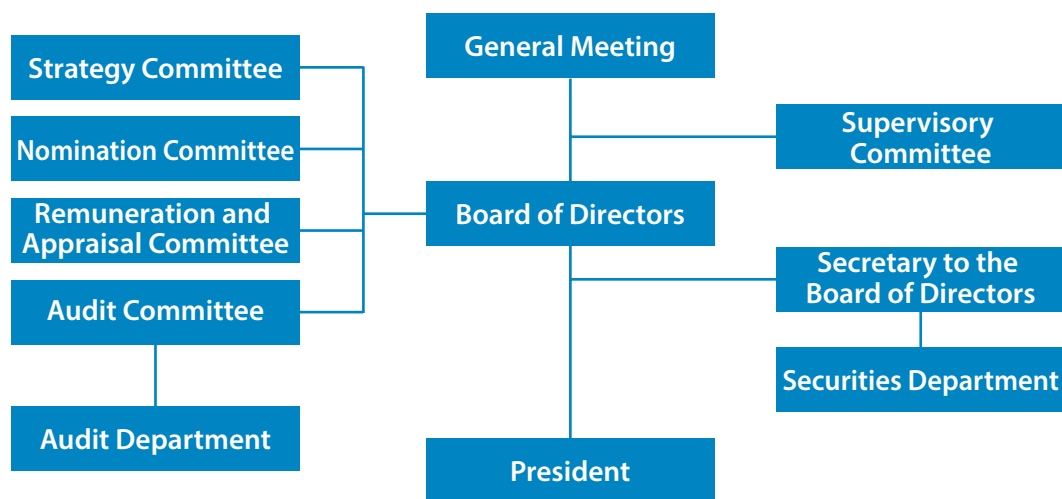 General Meeting
Strategy Committee
Nomination Committee
Remuneration and
Appraisal Committee
Audit Committee
Audit Department
Board of Directors
Supervisory
Committee
Secretary to the
Board of Directors
Securities Department
President